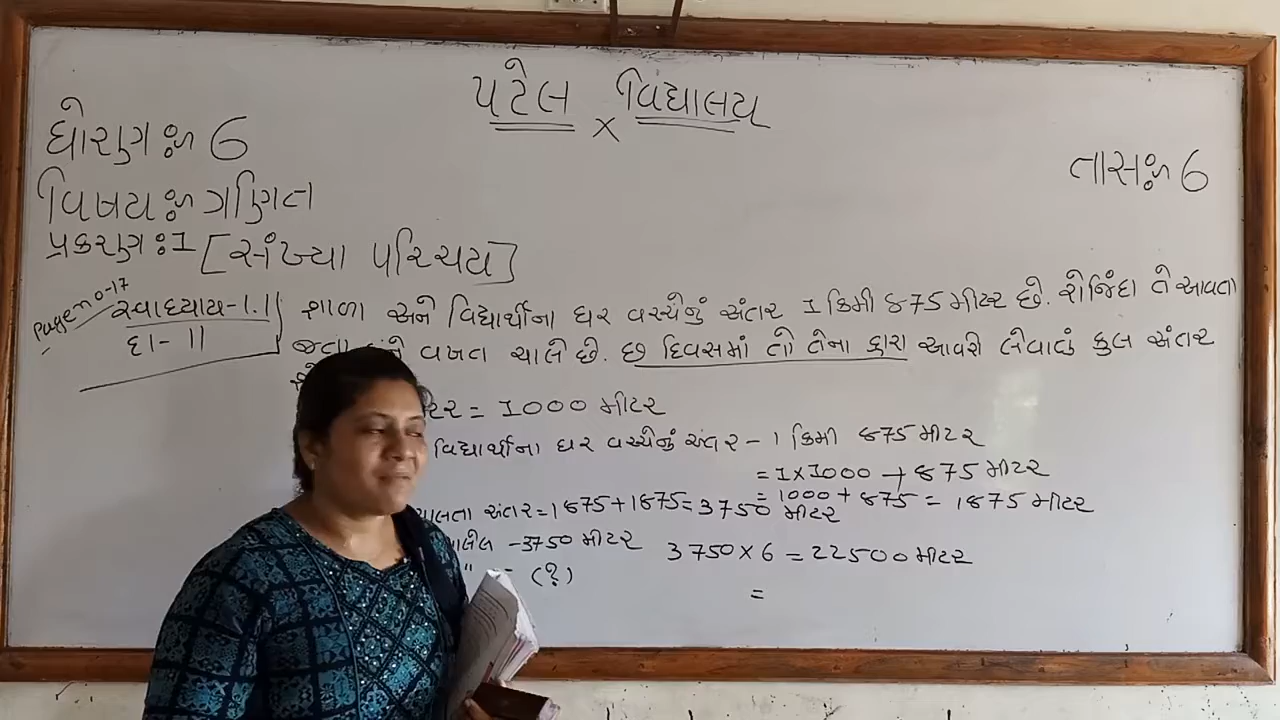 પટેલ × વિદ્યાલય
ધોરણઃ 6
તાસઃ 6
વિષયઃ ગણિત
પ્રકરણઃ 1 [સંખ્યા પરિચય]
Page no-17
સ્વાધ્યાય-1.1
દા- 11
શાળા અને વિદ્યાર્થીના ઘર વચ્ચેનું અંતર 1 કિમી 875 મીટર છે. રોજિંદા તે આવતા
જતા વખત ચાલે છે. છ દિવસમાં તો તેના દ્વારા આવરી લેવાતું કુલ અંતર
= 1000 મીટર
વિદ્યાર્થીના ઘર વચ્ચેનું અંતર - 1 કિમી 875 મીટર
= 1×1000 + 875 મીટર
= 1000 + 875 = 1875 મીટર
અંતર = 1875+1875 = 3750 મીટર
- 3750 મીટર 3750 × 6 = 22500 મીટર
" = (?) =